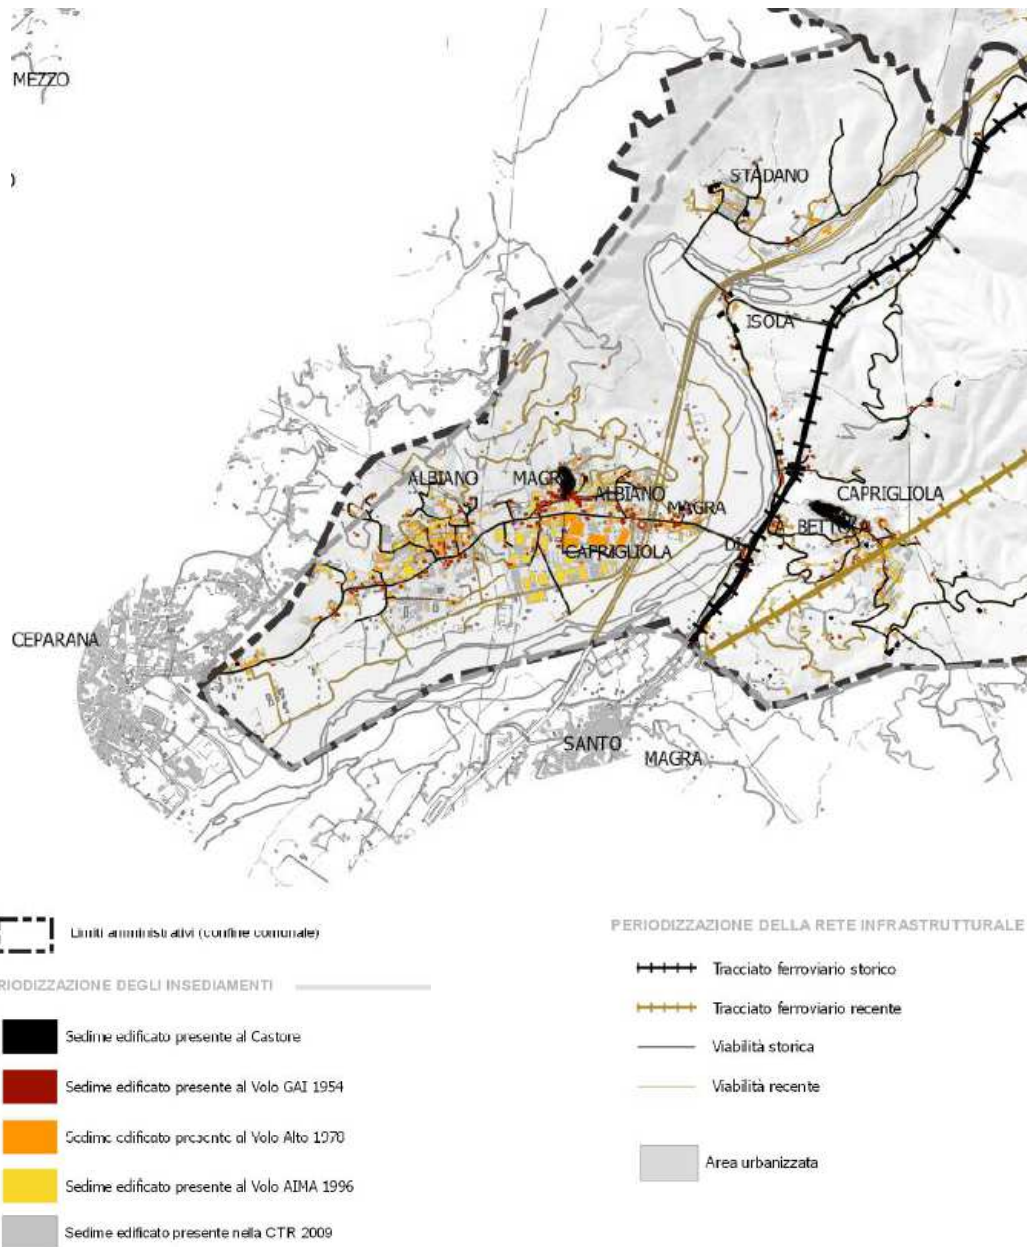 MEZZO
)
STADANO
ISOLA
ALBIANO
MAGR
ALBIANO
MAGRA
CAPRIGLIOLA
CAPRIGLIOLA
CA BETTOLA
DI
CEPARANA
SANTO
MAGRA
Limiti amministrativi (confine comunale)
RIODIZZAZIONE DEGLI INSEDIAMENTI
Sedime edificato presente al Castore
Sedime edificato presente al Volo GAI 1954
Sedime edificato presente al Volo Alto 1978
Sedime edificato presente al Volo AIMA 1996
Sedime edificato presente nella CTR 2009
PERIODIZZAZIONE DELLA RETE INFRASTRUTTURALE
Tracciato ferroviario storico
Tracciato ferroviario recente
Viabilità storica
Viabilità recente
Area urbanizzata